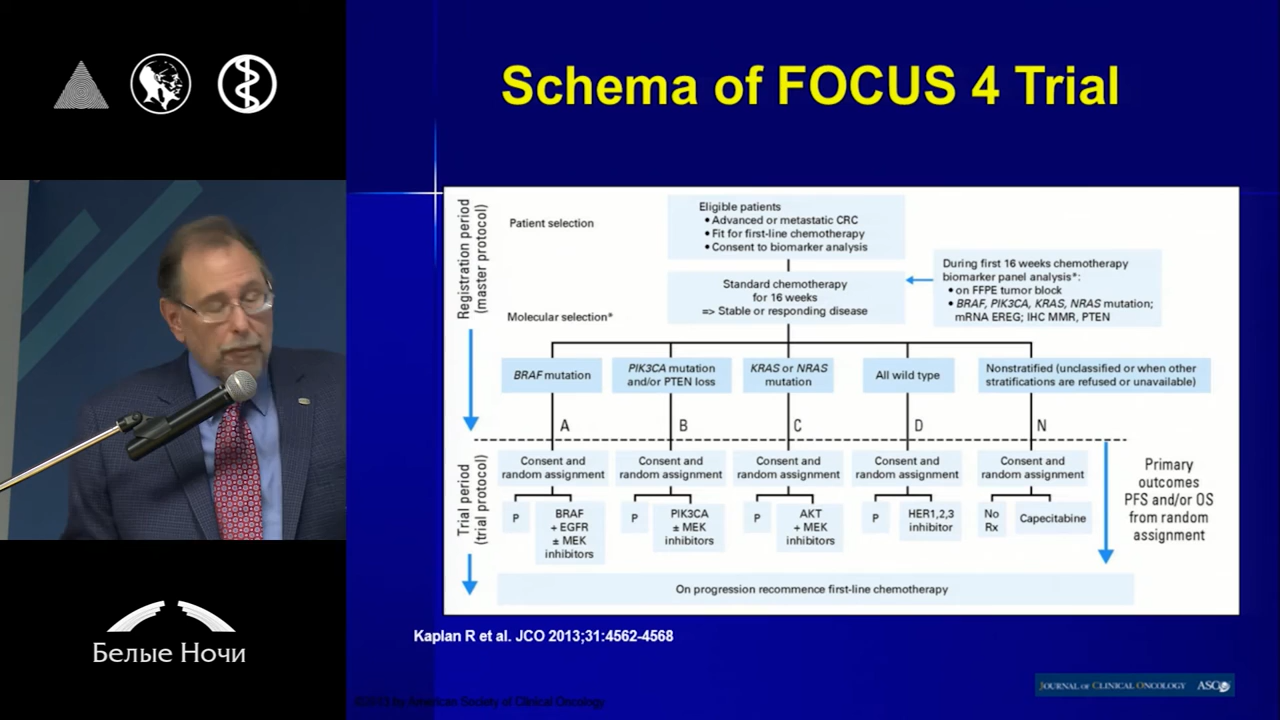 Schema of FOCUS 4 Trial
Registration period
(master protocol)
Patient selection
Eligible patients
• Advanced or metastatic CRC
• Fit for first-line chemotherapy
• Consent to biomarker analysis
Standard chemotherapy
for 16 weeks
=> Stable or responding disease
During first 16 weeks chemotherapy
biomarker panel analysis*:
• on FFPE tumor block
• BRAF, PIK3CA, KRAS, NRAS mutation;
mRNA EREG; IHC MMR, PTEN
Molecular selection*
BRAF mutation
PIK3CA mutation
and/or PTEN loss
KRAS or NRAS
mutation
All wild type
Nonstratified (unclassified or when other
stratifications are refused or unavailable)
A
B
C
D
N
Trial period
(trial protocol)
Consent and
random assignment
Consent and
random assignment
Consent and
random assignment
Consent and
random assignment
Consent and
random assignment
P
BRAF
+ EGFR
± MEK
inhibitors
P
PIK3CA
± MEK
inhibitors
P
AKT
+ MEK
inhibitors
P
HER1,2,3
inhibitor
No
Rx
Capecitabine
Primary
outcomes
PFS and/or OS
from random
assignment
On progression recommence first-line chemotherapy
Kaplan R et al. JCO 2013;31:4562-4568
JOURNAL OF CLINICAL ONCOLOGY ASCO
©2013 by American Society of Clinical Oncology
Белые Ночи